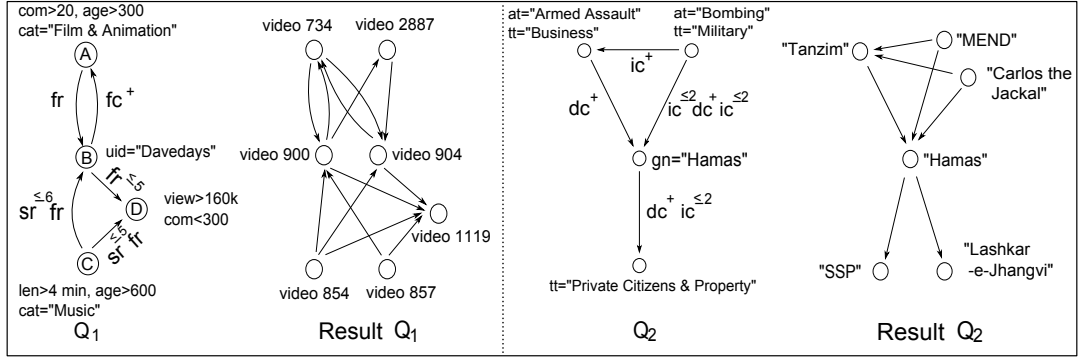 com>20, age>300
cat="Film & Animation"
A
fr
fc⁺
B
uid="Davedays"
fr≤5
sr≤6 fr
D
view>160k
com<300
sr≤5 fr
C
len>4 min, age>600
cat="Music"
Q₁
video 734
video 2887
video 900
video 904
video 1119
video 854
video 857
Result Q₁
at="Armed Assault"
tt="Business"
at="Bombing"
tt="Military"
ic⁺
dc⁺
ic≤2 dc⁺ ic≤2
gn="Hamas"
dc⁺ ic≤2
tt="Private Citizens & Property"
Q₂
"Tanzim"
"MEND"
"Carlos the
Jackal"
"Hamas"
"SSP"
"Lashkar
-e-Jhangvi"
Result Q₂